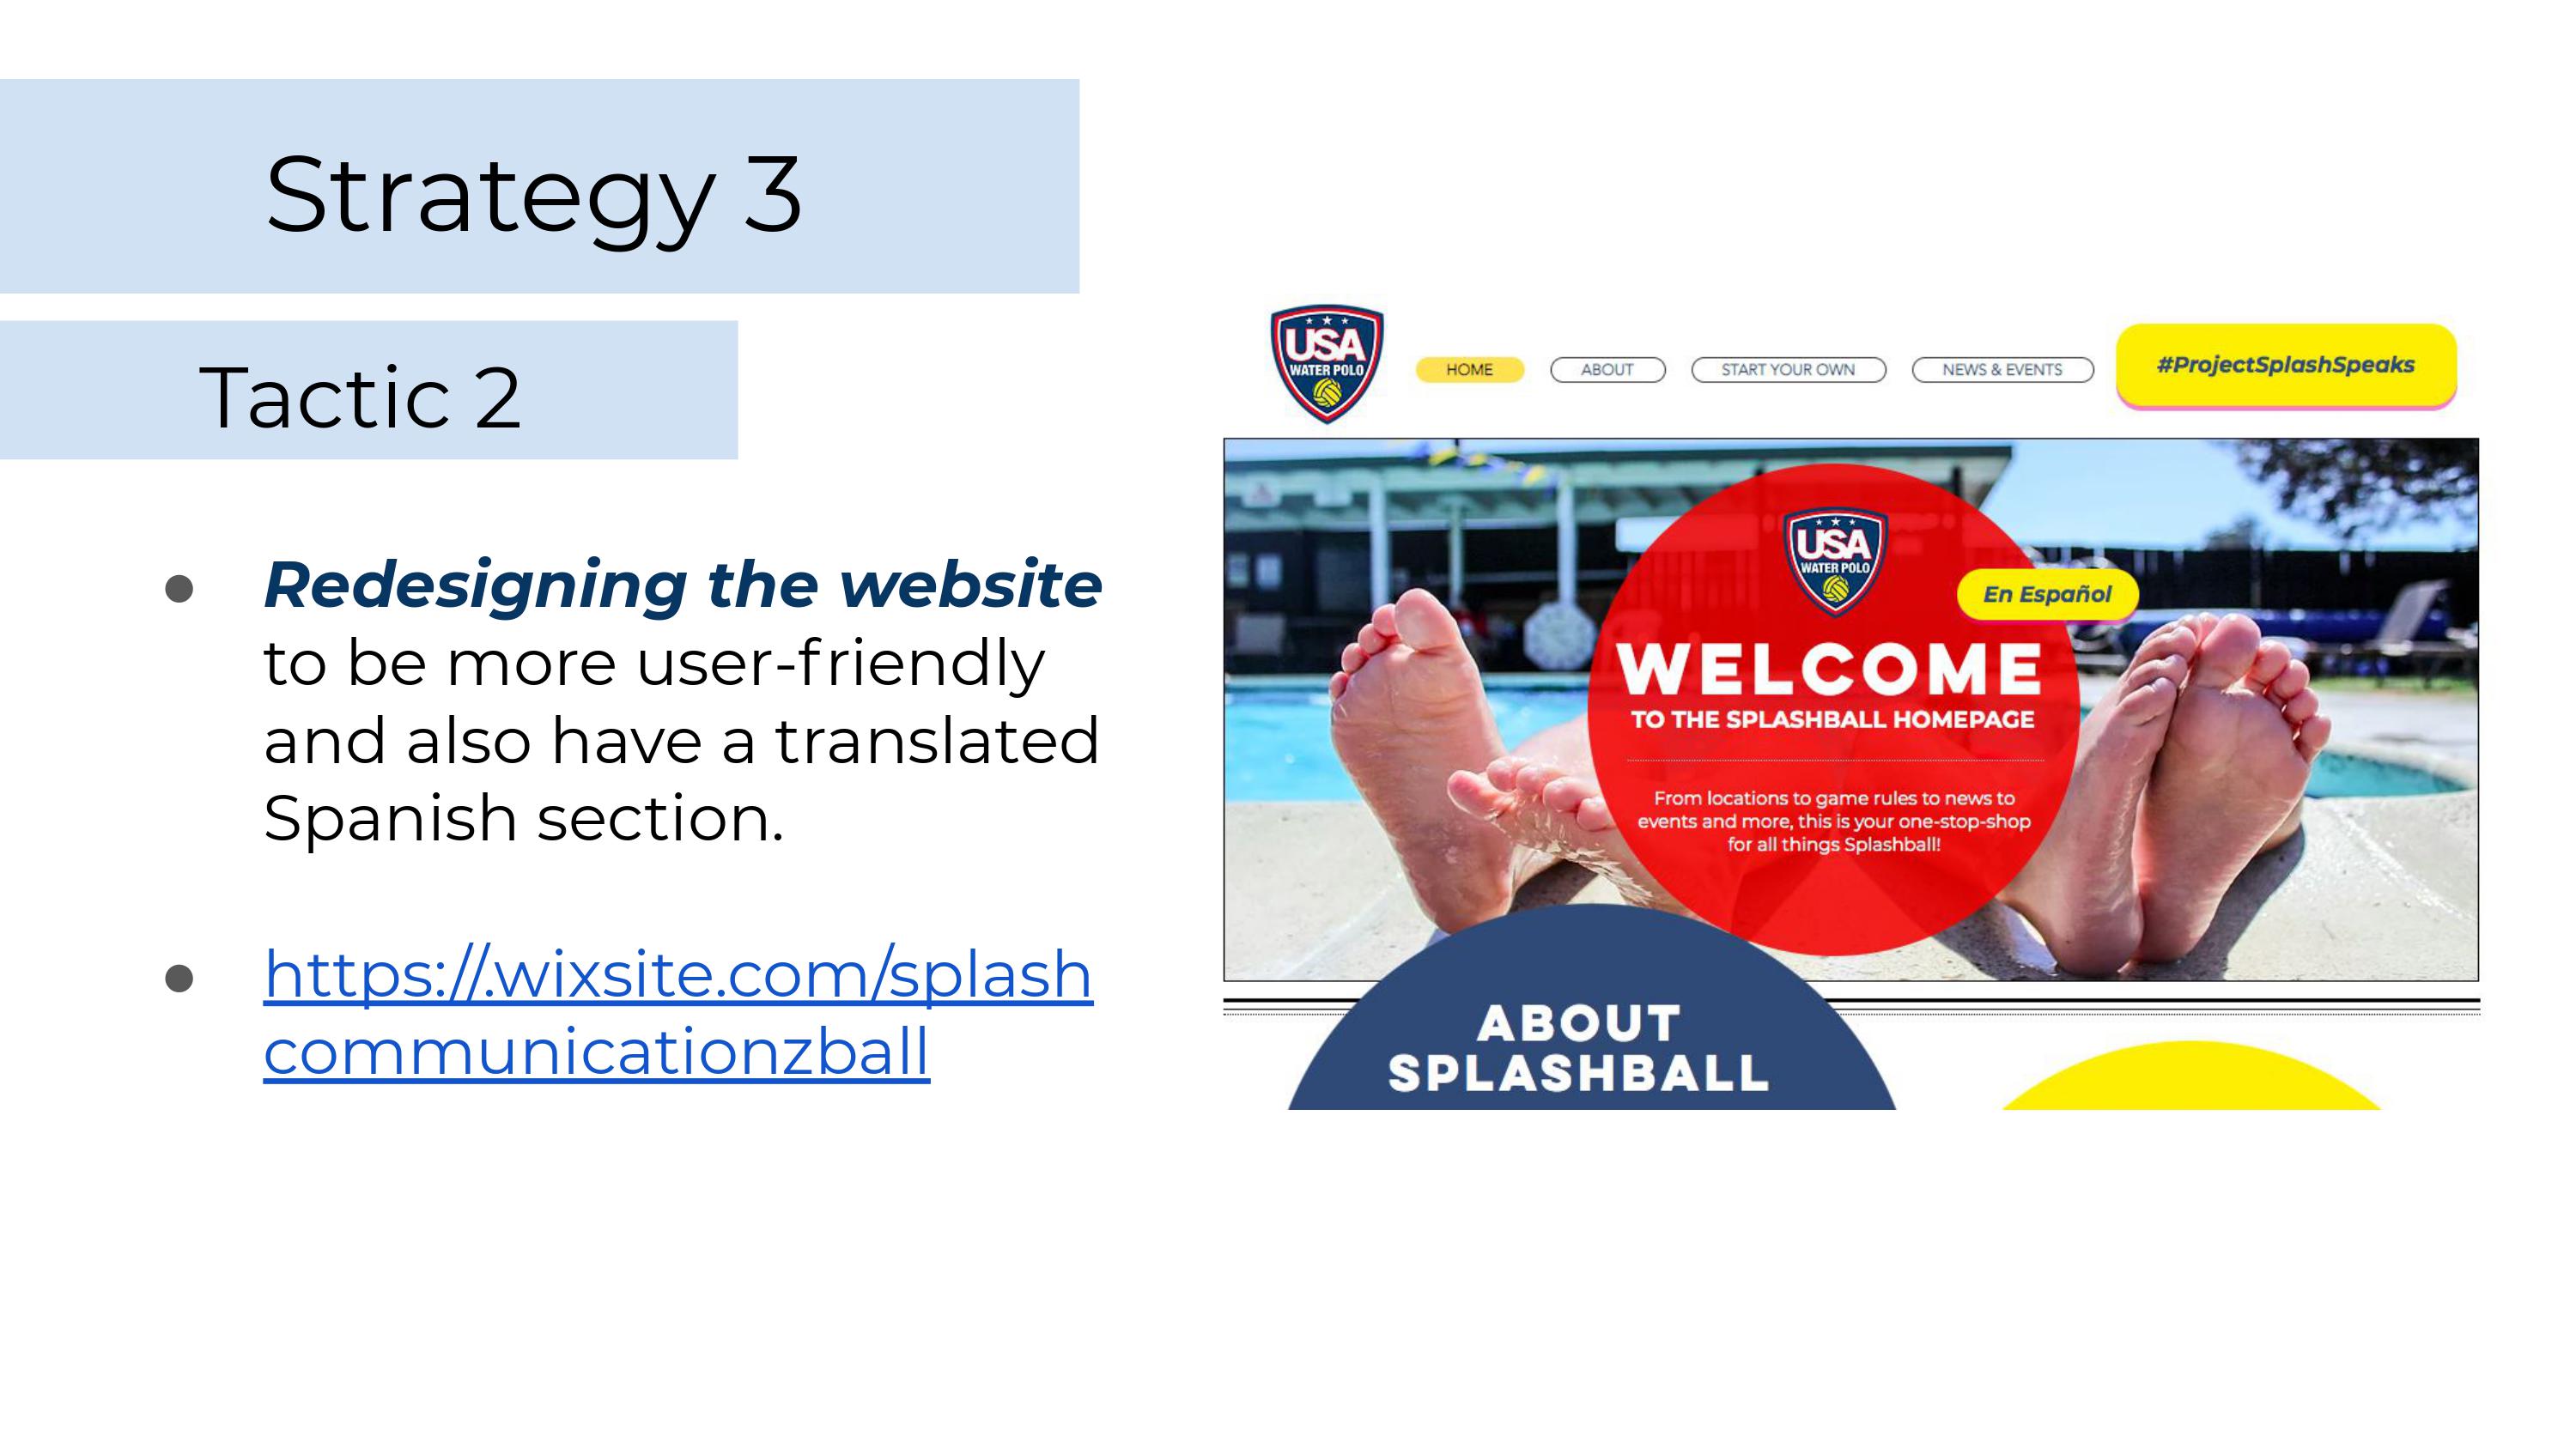 Strategy 3
Tactic 2
● Redesigning the website
to be more user-friendly
and also have a translated
Spanish section.
● https://.wixsite.com/splash
communicationzball
USA
WATER POLO
HOME
ABOUT
START YOUR OWN
NEWS & EVENTS
#ProjectSplashSpeaks
USA
WATER POLO
En Español
WELCOME
TO THE SPLASHBALL HOMEPAGE
From locations to game rules to news to
events and more, this is your one-stop-shop
for all things Splashball!
ABOUT
SPLASHBALL